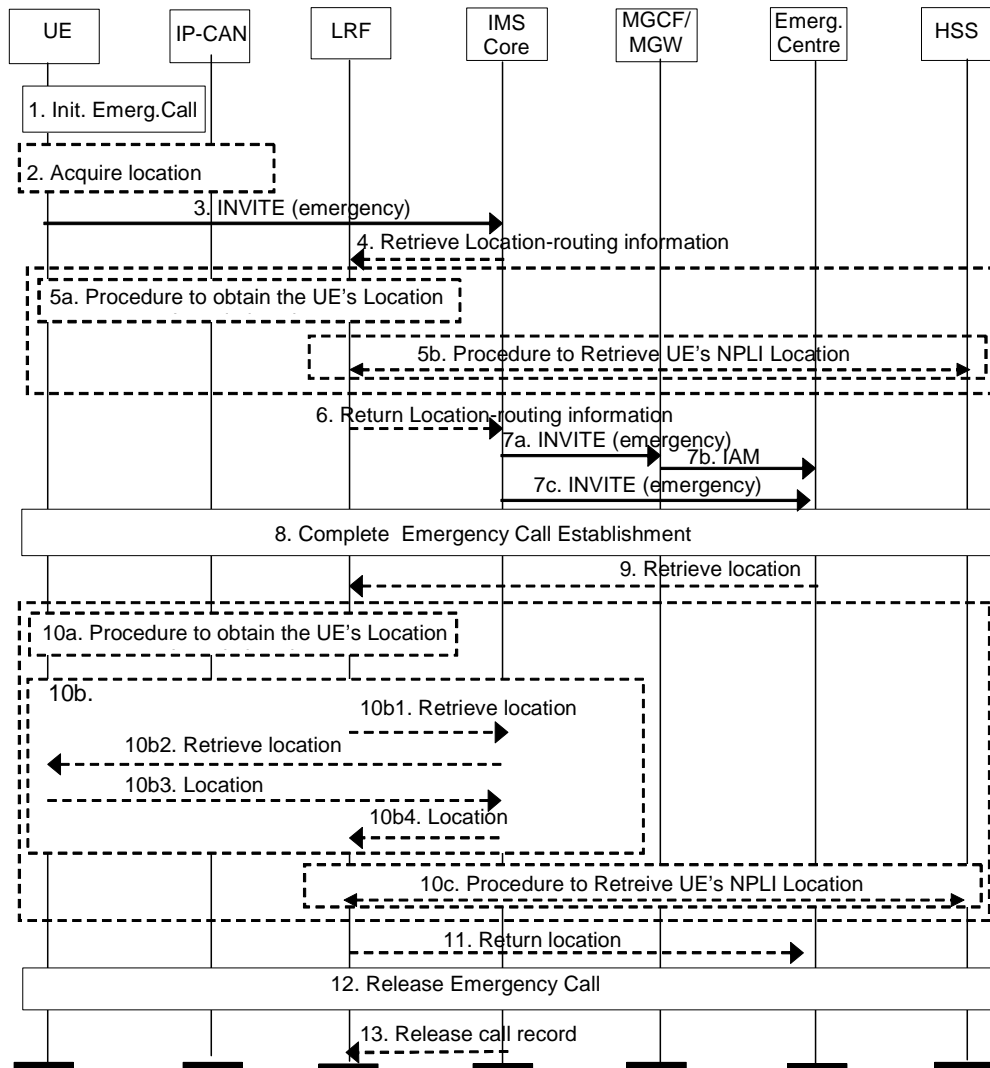 UE
IP-CAN
LRF
IMS
Core
MGCF/
MGW
Emerg.
Centre
HSS
1. Init. Emerg.Call
2. Acquire location
3. INVITE (emergency)
4. Retrieve Location-routing information
5a. Procedure to obtain the UE's Location
5b. Procedure to Retrieve UE's NPLI Location
6. Return Location-routing information
7a. INVITE (emergency)
7b. IAM
7c. INVITE (emergency)
8. Complete Emergency Call Establishment
9. Retrieve location
10a. Procedure to obtain the UE's Location
10b.
10b1. Retrieve location
10b2. Retrieve location
10b3. Location
10b4. Location
10c. Procedure to Retreive UE's NPLI Location
11. Return location
12. Release Emergency Call
13. Release call record